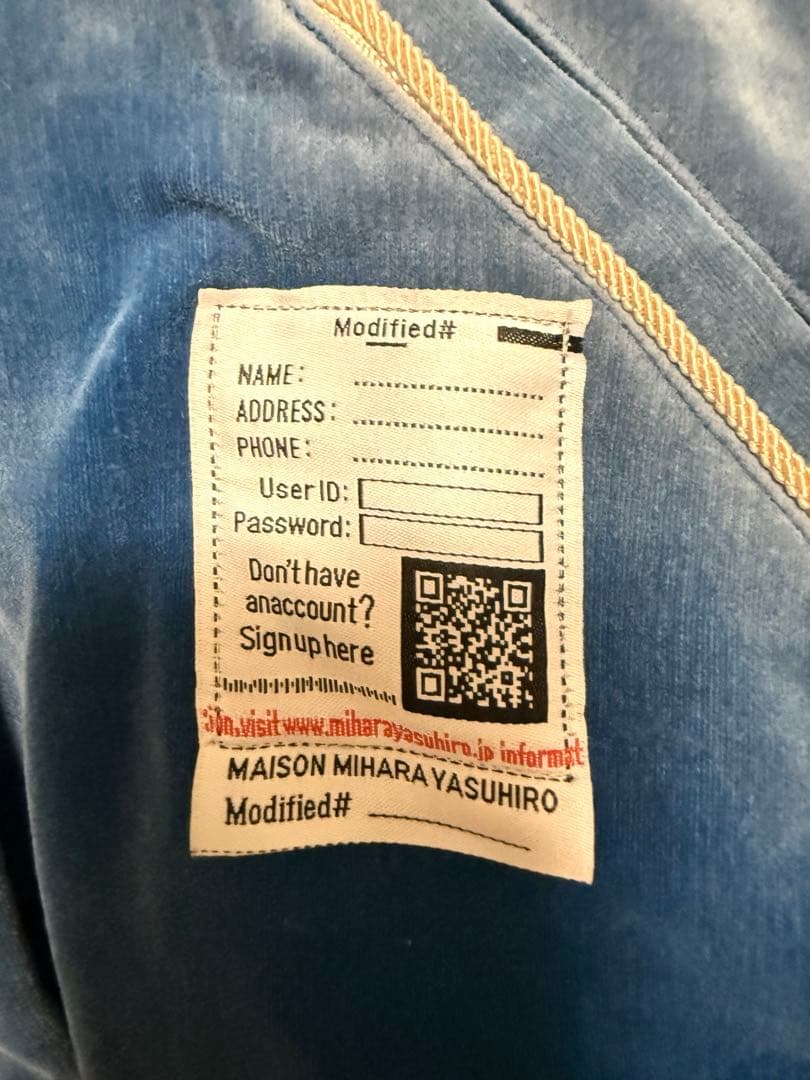 Modified#
NAME:
ADDRESS:
PHONE:
User ID:
Password:
Don't have
anaccount?
Signuphere
visit www.miharayasuhiro.jp informat
MAISON MIHARA YASUHIRO
Modified#